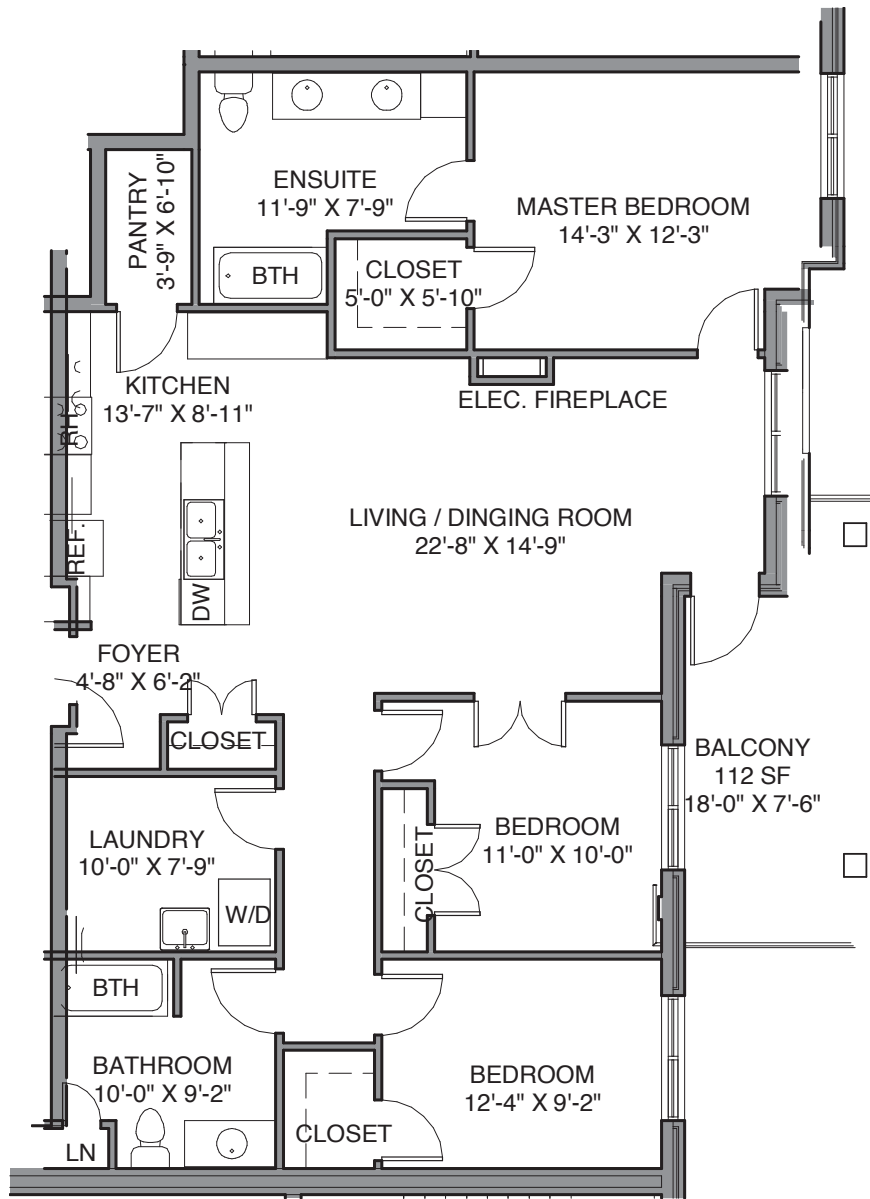 ENSUITE
11'-9" X 7'-9"
PANTRY
3'-9" X 6'-10"
MASTER BEDROOM
14'-3" X 12'-3"
BTH
CLOSET
5'-0" X 5'-10"
KITCHEN
13'-7" X 8'-11"
ELEC. FIREPLACE
RH
LIVING / DINGING ROOM
22'-8" X 14'-9"
REF.
DW
FOYER
4'-8" X 6'-2"
CLOSET
BALCONY
112 SF
18'-0" X 7'-6"
LAUNDRY
10'-0" X 7'-9"
BEDROOM
11'-0" X 10'-0"
CLOSET
W/D
BTH
BATHROOM
10'-0" X 9'-2"
BEDROOM
12'-4" X 9'-2"
CLOSET
LN